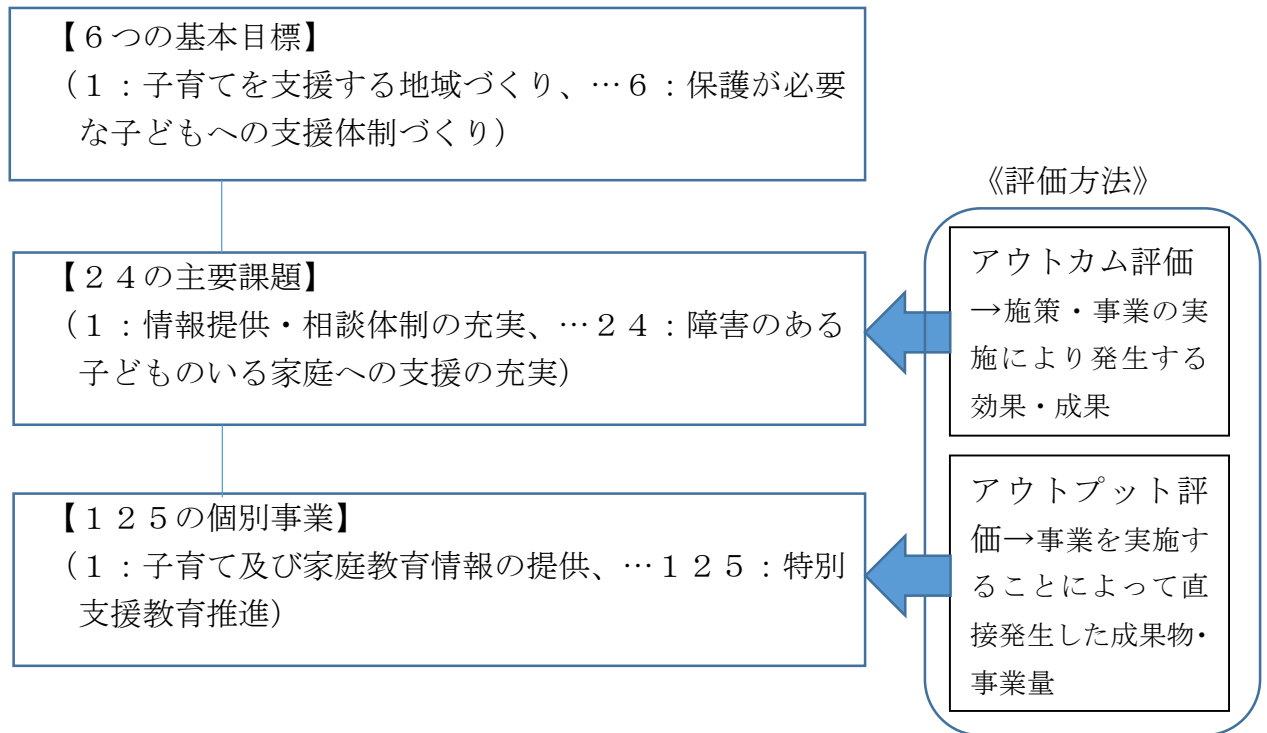 【６つの基本目標】
（１：子育てを支援する地域づくり、…６：保護が必要
な子どもへの支援体制づくり）
《評価方法》
【２４の主要課題】
（１：情報提供・相談体制の充実、…２４：障害のある
子どものいる家庭への支援の充実）
アウトカム評価
→施策・事業の実
施により発生する
効果・成果
【１２５の個別事業】
（１：子育て及び家庭教育情報の提供、…１２５：特別
支援教育推進）
アウトプット評
価→事業を実施す
ることによって直
接発生した成果物・
事業量